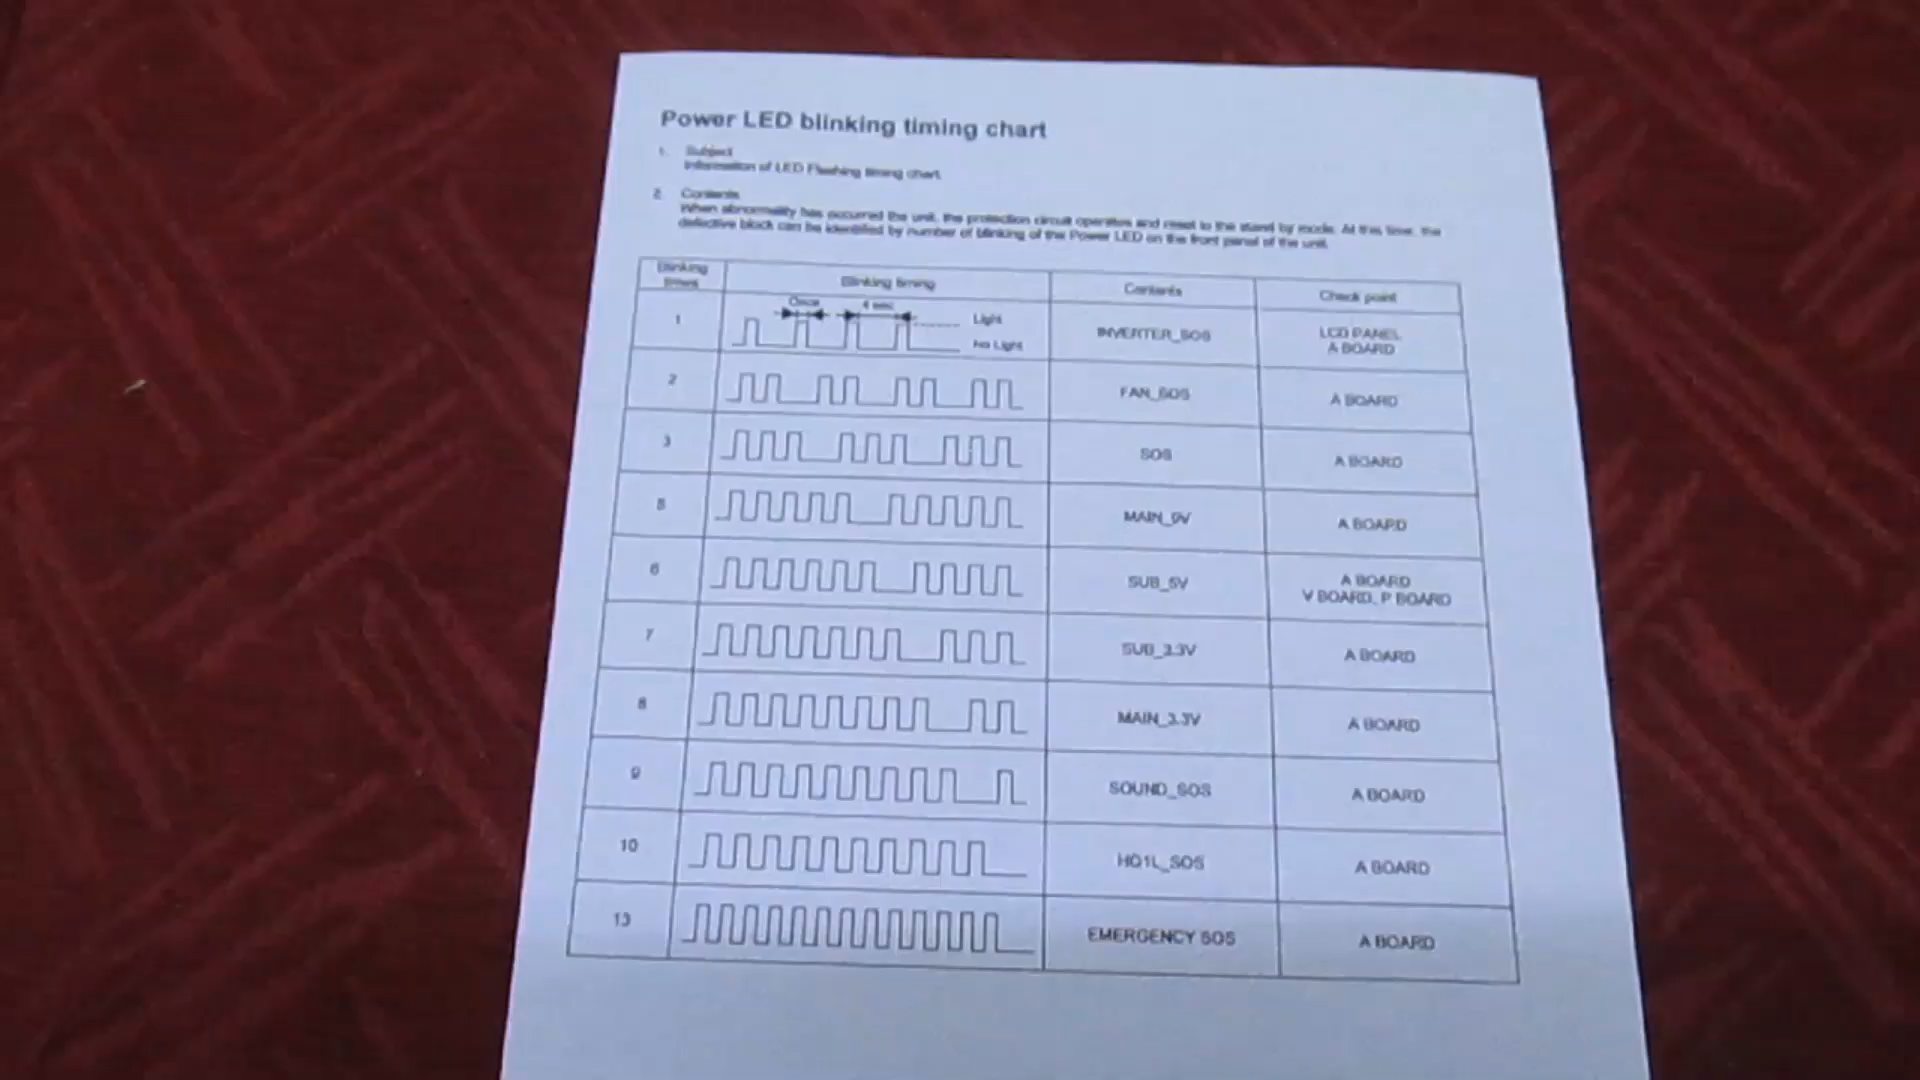 Power LED blinking timing chart
1. Subject
Information of LED Flashing timing chart.
2. Contents
When abnormality has occurred the unit, the protection circuit operates and reset to the stand by mode. At this time, the
defective block can be identified by number of blinking of the Power LED on the front panel of the unit.
Blinking times Blinking timing Contents Check point
Once 4 sec Light
No Light
1 INVERTER_SOS LCD PANEL
A BOARD
2 FAN_SOS A BOARD
3 SOS A BOARD
5 MAIN_9V A BOARD
6 SUB_5V A BOARD
V BOARD, P BOARD
7 SUB_3.3V A BOARD
8 MAIN_3.3V A BOARD
9 SOUND_SOS A BOARD
10 HQ1L_SOS A BOARD
13 EMERGENCY SOS A BOARD